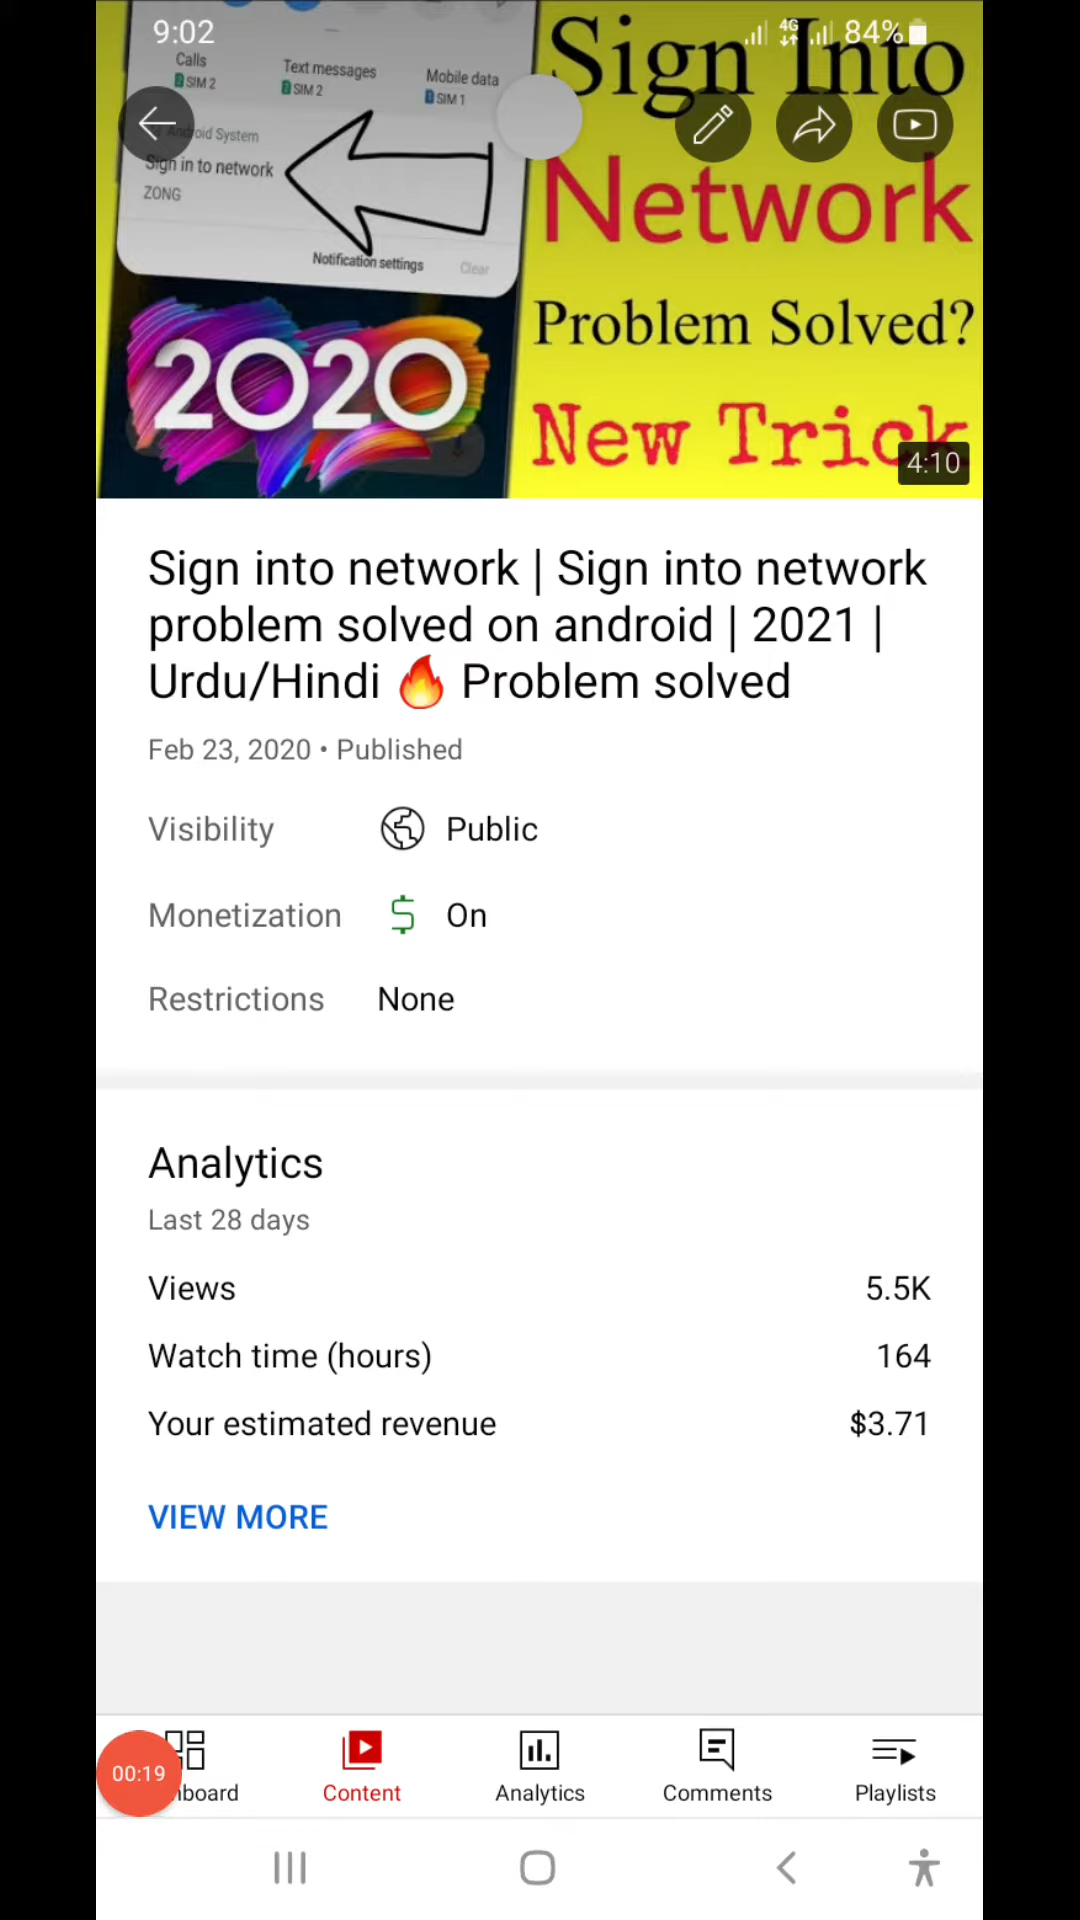 9:02
4G
84%
Calls
SIM 2
Text messages
SIM 2
Mobile data
SIM 1
Android System
Sign in to network
ZONG
Notification settings
Clear
2020
Sign Into
Network
Problem Solved?
New Trick
4:10
Sign into network | Sign into network
problem solved on android | 2021 |
Urdu/Hindi 🔥 Problem solved
Feb 23, 2020 • Published
Visibility
Public
Monetization
On
Restrictions
None
Analytics
Last 28 days
Views
5.5K
Watch time (hours)
164
Your estimated revenue
$3.71
VIEW MORE
00:19
board
Content
Analytics
Comments
Playlists